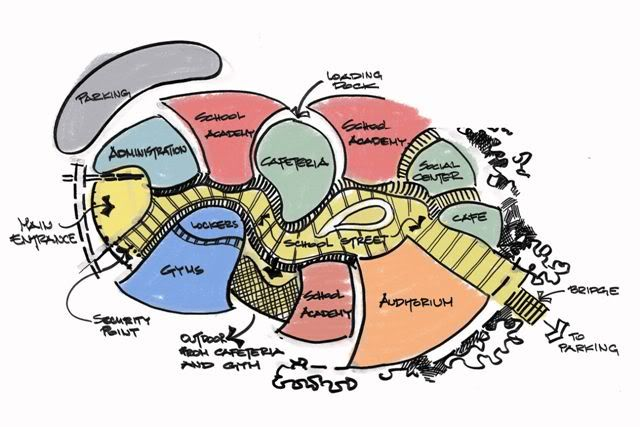 LOADING
DOCK
PARKING
SCHOOL
ACADEMY
SCHOOL
ACADEMY
ADMINISTRATION
CAFETERIA
SOCIAL
CENTER
MAIN
ENTRANCE
LOCKERS
CAFE
SCHOOL STREET
GYMS
SCHOOL
ACADEMY
AUDITORIUM
BRIDGE
SECURITY
POINT
OUTDOOR
FROM CAFETERIA
AND GYM
TO
PARKING